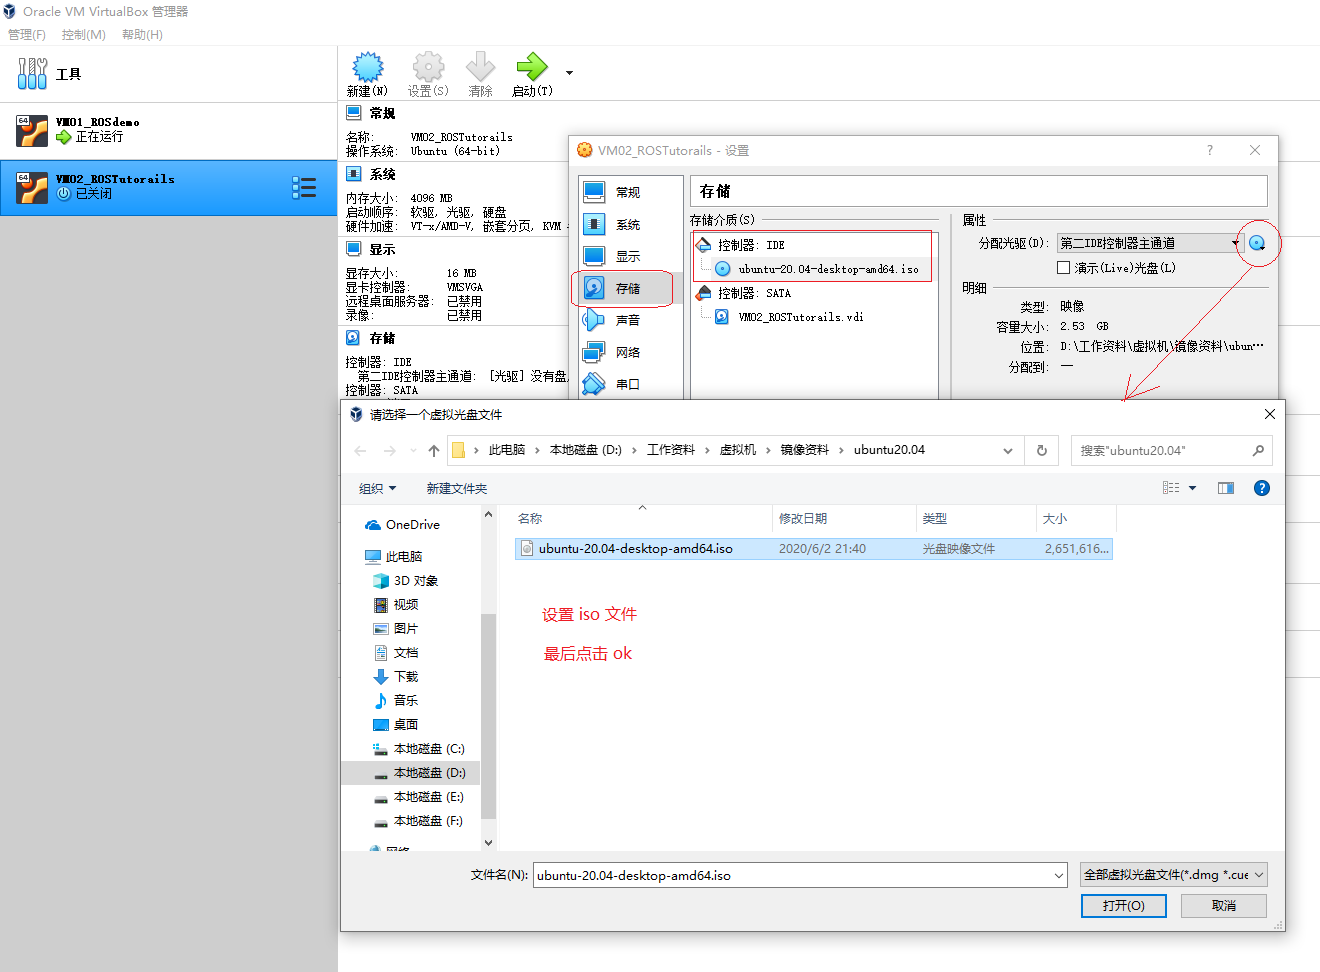 Oracle VM VirtualBox 管理器
管理(F) 控制(M) 帮助(H)
工具
新建(N) 设置(S) 清除 启动(T)
64 VM01_ROSdemo
正在运行
64 VM02_ROSTutorails
已关闭
常规
名称: VM02_ROSTutorails
操作系统: Ubuntu (64-bit)
系统
内存大小: 4096 MB
启动顺序: 软驱, 光驱, 硬盘
硬件加速: VT-x/AMD-V, 嵌套分页, KVM
显示
显存大小: 16 MB
显卡控制器: VMSVGA
远程桌面服务器: 已禁用
录像: 已禁用
存储
控制器: IDE
第二IDE控制器主通道: [光驱] 没有盘
控制器: SATA
VM02_ROSTutorails - 设置
?
常规
系统
显示
存储
声音
网络
串口
存储
存储介质(S)
控制器: IDE
ubuntu-20.04-desktop-amd64.iso
控制器: SATA
VM02_ROSTutorails.vdi
属性
分配光驱(D): 第二IDE控制器主通道
演示(Live)光盘(L)
明细
类型: 映像
容量大小: 2.53 GB
位置: D:\工作资料\虚拟机\镜像资料\ubun...
分配到: —
请选择一个虚拟光盘文件
此电脑 › 本地磁盘 (D:) › 工作资料 › 虚拟机 › 镜像资料 › ubuntu20.04
搜索"ubuntu20.04"
组织 新建文件夹
?
名称 修改日期 类型 大小
ubuntu-20.04-desktop-amd64.iso 2020/6/2 21:40 光盘映像文件 2,651,616...
OneDrive
此电脑
3D 对象
视频
图片
文档
下载
音乐
桌面
本地磁盘 (C:)
本地磁盘 (D:)
本地磁盘 (E:)
本地磁盘 (F:)
网络
设置 iso 文件
最后点击 ok
文件名(N): ubuntu-20.04-desktop-amd64.iso
全部虚拟光盘文件(*.dmg *.cue
打开(O) 取消